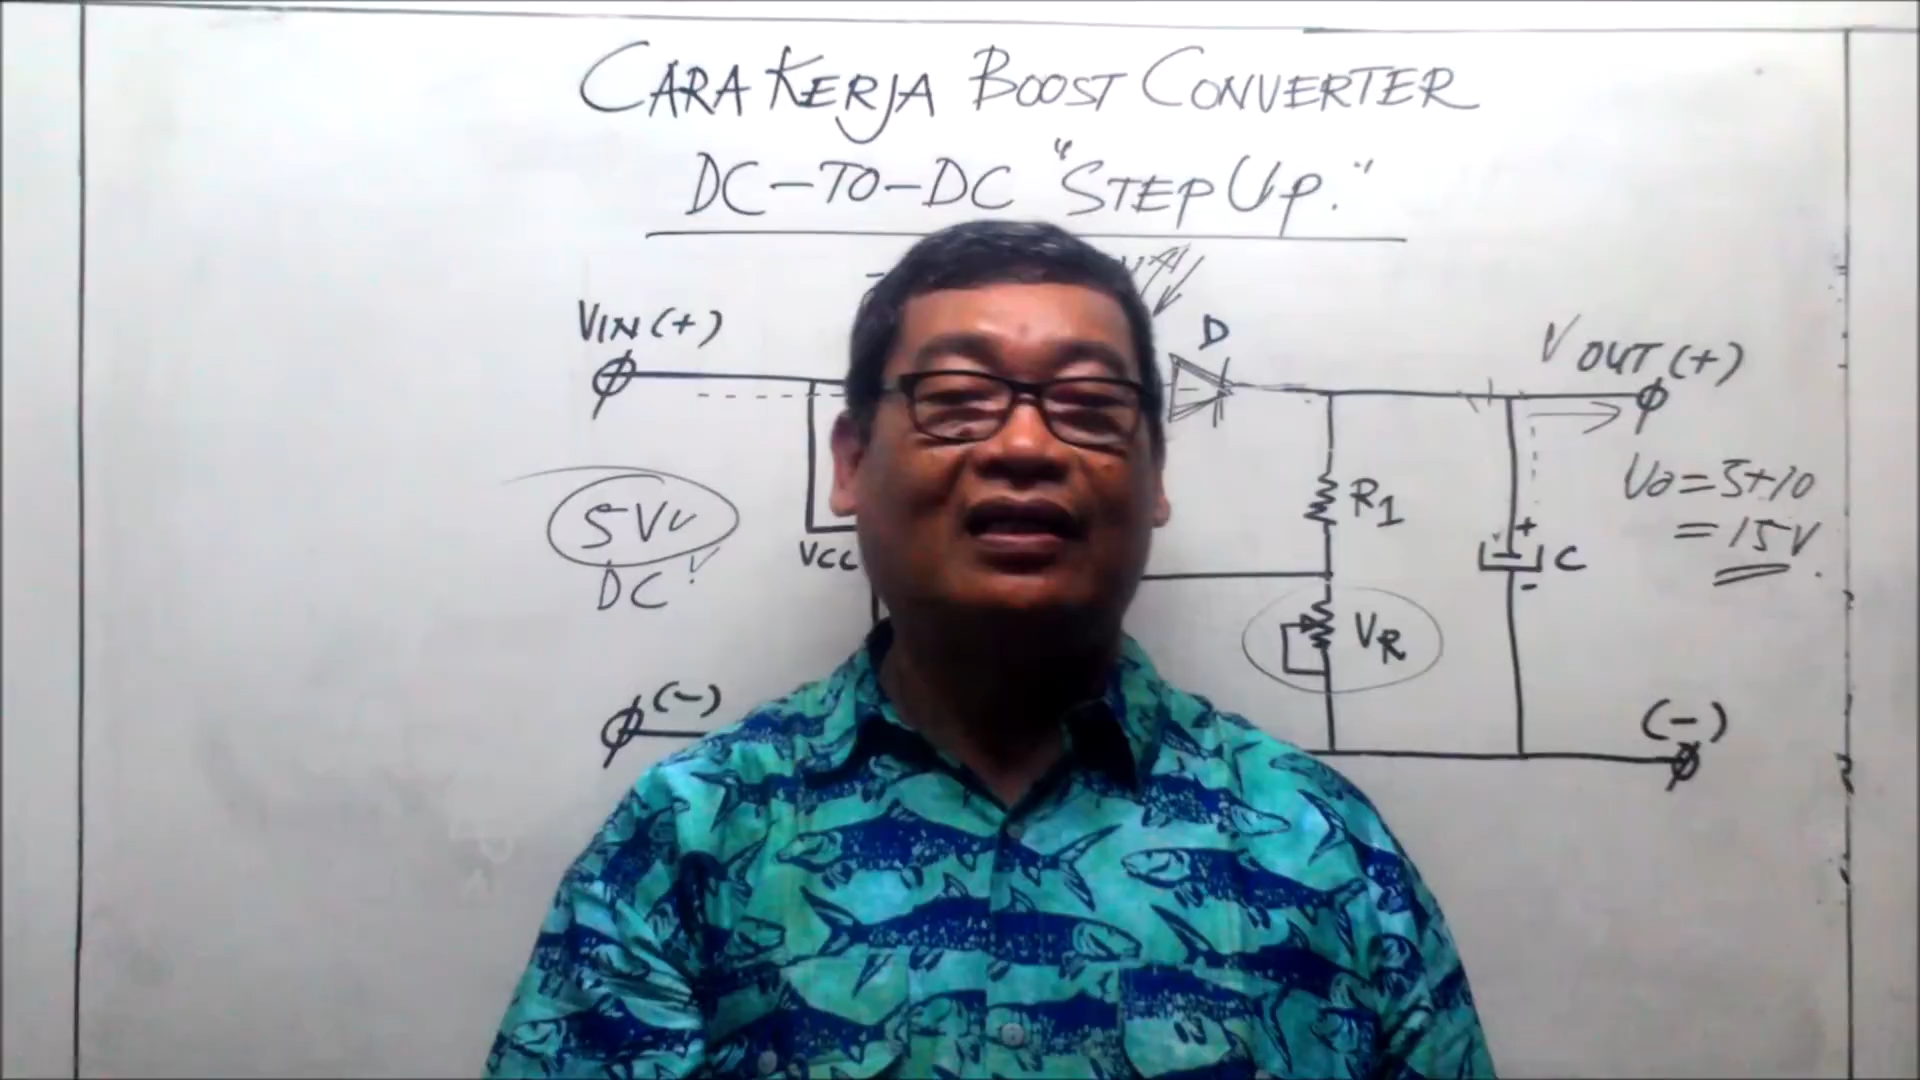 CARA KERJA BOOST CONVERTER
DC-TO-DC "STEP UP."
VIN (+)
D
VOUT (+)
5V
DC
VCC
R1
+
C
-
Vo = 5+10
= 15V
VR
(-)
(-)